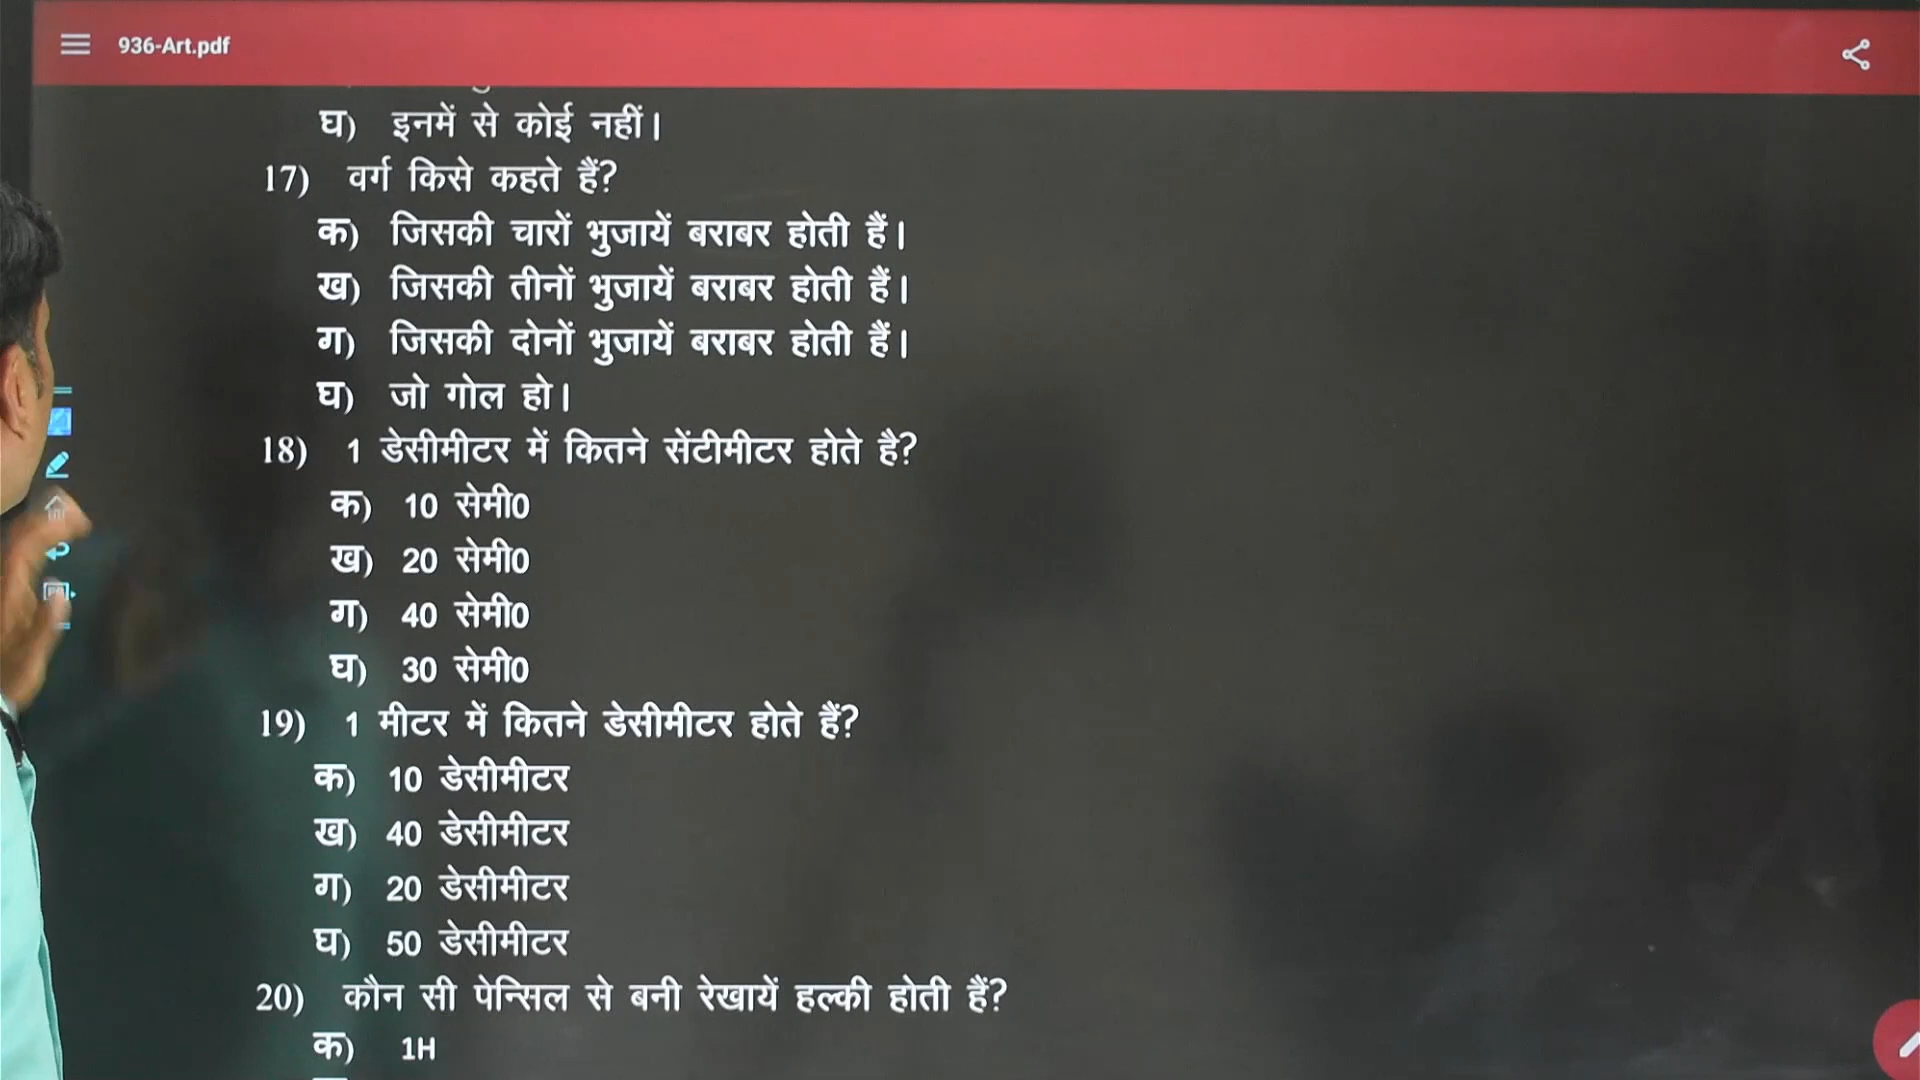 936-Art.pdf
घ) इनमें से कोई नहीं।
17) वर्ग किसे कहते हैं?
क) जिसकी चारों भुजायें बराबर होती हैं।
ख) जिसकी तीनों भुजायें बराबर होती हैं।
ग) जिसकी दोनों भुजायें बराबर होती हैं।
घ) जो गोल हो।
18) 1 डेसीमीटर में कितने सेंटीमीटर होते है?
क) 10 सेमी0
ख) 20 सेमी0
ग) 40 सेमी0
घ) 30 सेमी0
19) 1 मीटर में कितने डेसीमीटर होते हैं?
क) 10 डेसीमीटर
ख) 40 डेसीमीटर
ग) 20 डेसीमीटर
घ) 50 डेसीमीटर
20) कौन सी पेन्सिल से बनी रेखायें हल्की होती हैं?
क) 1H